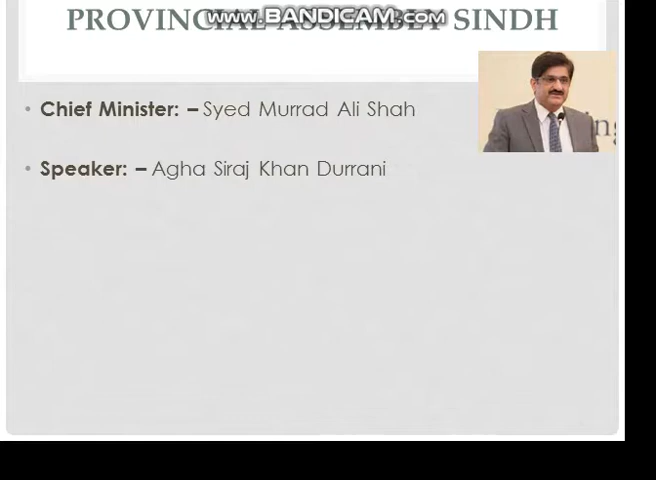 www.BANDICAM.com
PROVINCIAL ASSEMBLY SINDH
• Chief Minister: – Syed Murrad Ali Shah
• Speaker: – Agha Siraj Khan Durrani